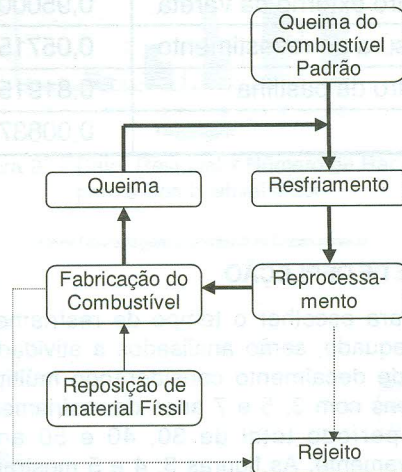 Queima do
Combustível
Padrão
Queima
Resfriamento
Fabricação do
Combustível
Reprocessa-
mento
Reposição de
material Físsil
Rejeito